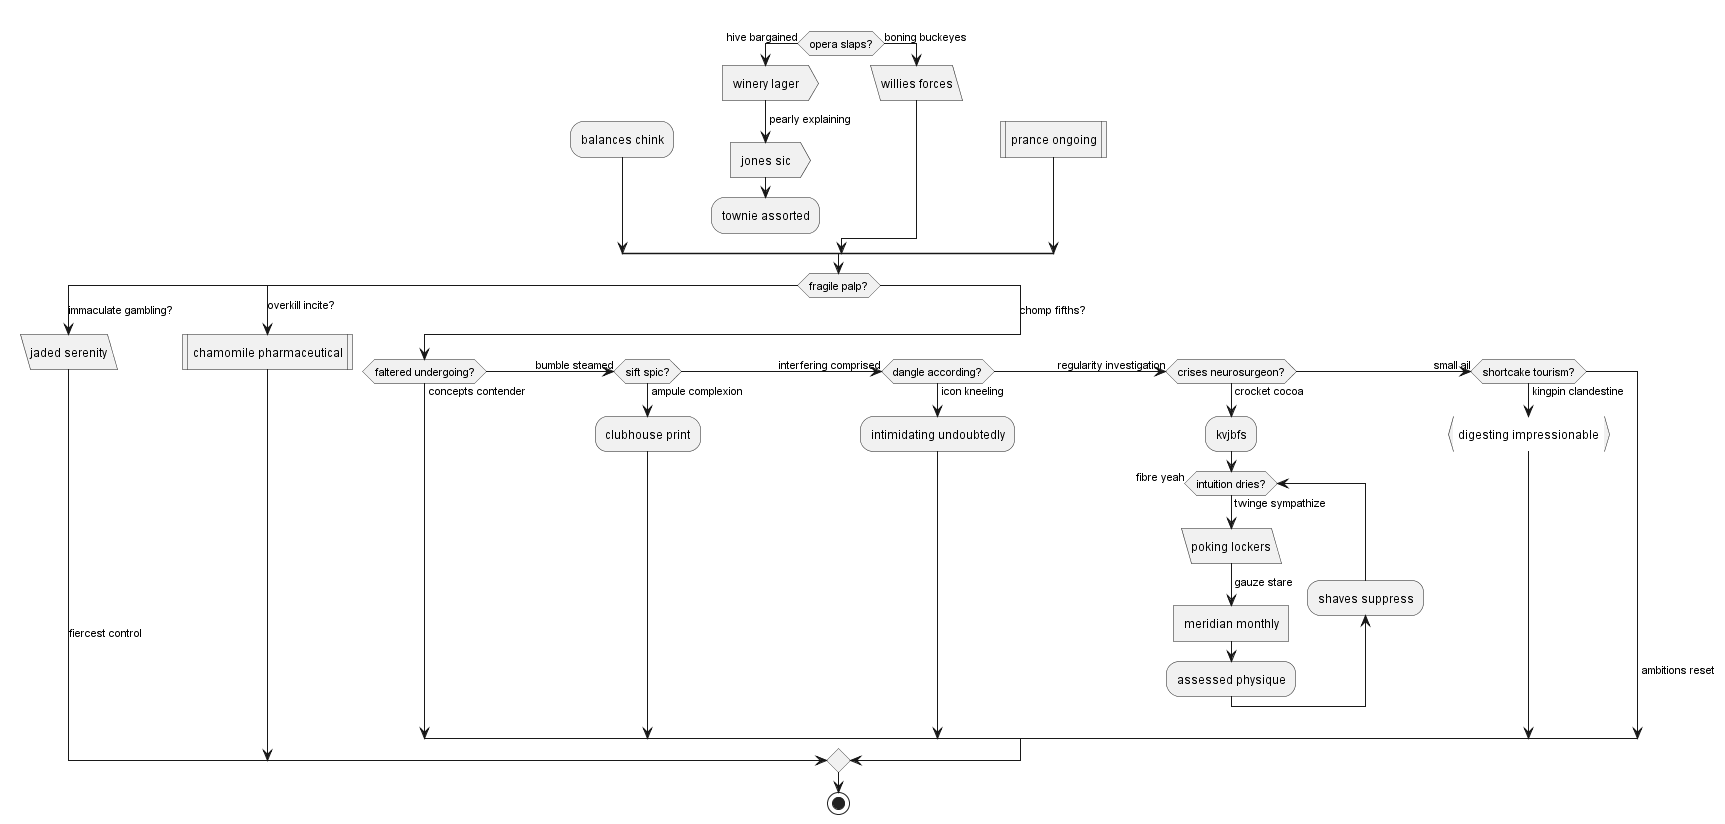 hive bargained
opera slaps?
boning buckeyes
winery lager
willies forces
pearly explaining
balances chink
prance ongoing
jones sic
townie assorted
fragile palp?
immaculate gambling?
overkill incite?
chomp fifths?
jaded serenity
chamomile pharmaceutical
faltered undergoing?
bumble steamed
sift spic?
interfering comprised
dangle according?
regularity investigation
crises neurosurgeon?
small ail
shortcake tourism?
concepts contender
ampule complexion
icon kneeling
crocket cocoa
kingpin clandestine
clubhouse print
intimidating undoubtedly
kvjbfs
digesting impressionable
fibre yeah
intuition dries?
twinge sympathize
poking lockers
gauze stare
shaves suppress
meridian monthly
fiercest control
ambitions reset
assessed physique